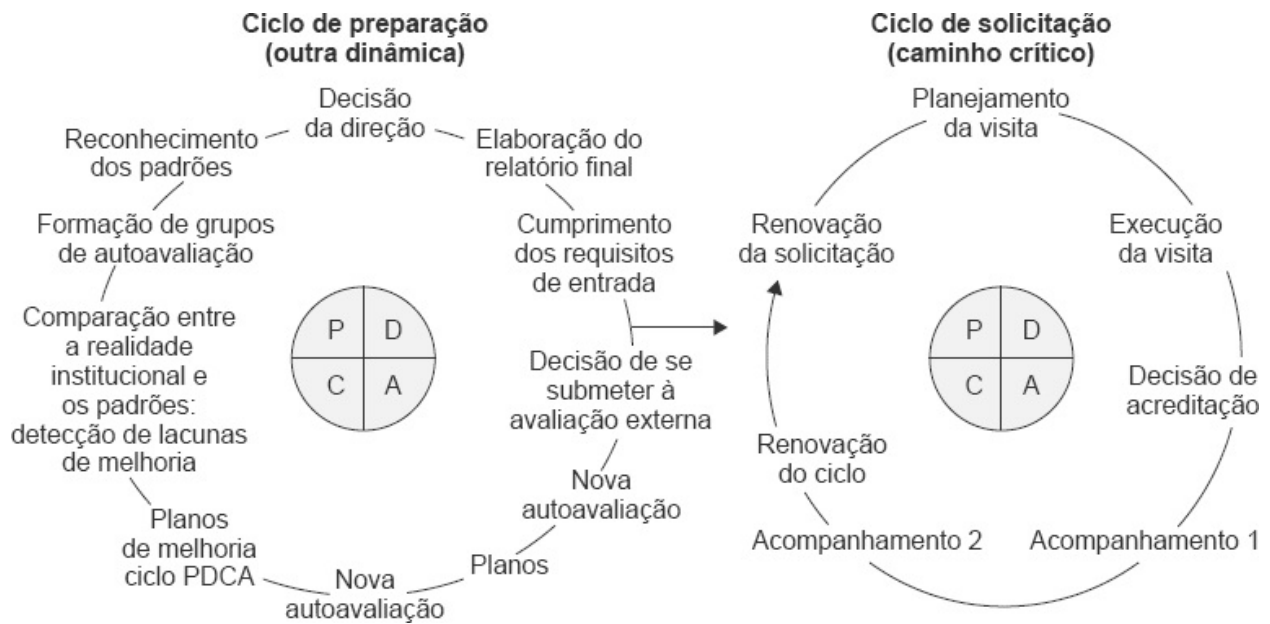 Ciclo de preparação
(outra dinâmica)
Decisão
da direção
Reconhecimento
dos padrões
Elaboração do
relatório final
Formação de grupos
de autoavaliação
Cumprimento
dos requisitos
de entrada
Comparação entre
a realidade
institucional e
os padrões:
detecção de lacunas
de melhoria
P D
C A
Decisão de se
submeter à
avaliação externa
Nova
autoavaliação
Planos
de melhoria
ciclo PDCA
Nova
autoavaliação
Planos
Ciclo de solicitação
(caminho crítico)
Planejamento
da visita
Renovação
da solicitação
Execução
da visita
P D
C A
Decisão de
acreditação
Renovação
do ciclo
Acompanhamento 2
Acompanhamento 1